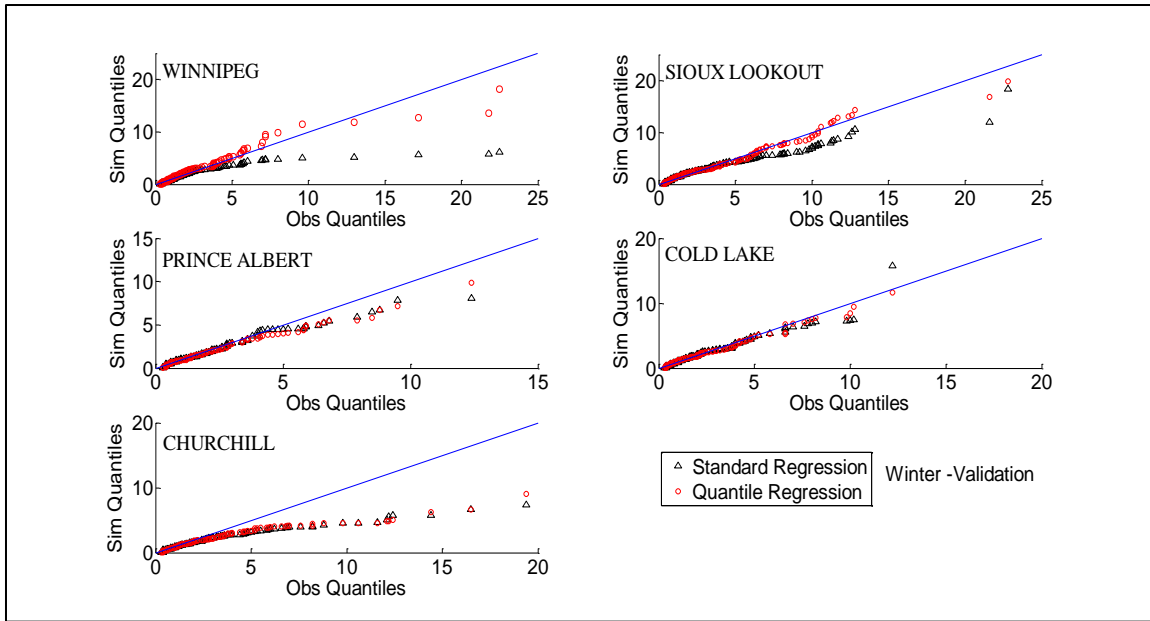 WINNIPEG
Sim Quantiles
20
10
0
0 5 10 15 20 25
Obs Quantiles
SIOUX LOOKOUT
Sim Quantiles
20
10
0
0 5 10 15 20 25
Obs Quantiles
PRINCE ALBERT
Sim Quantiles
15
10
5
0
0 5 10 15
Obs Quantiles
COLD LAKE
Sim Quantiles
20
10
0
0 5 10 15 20
Obs Quantiles
CHURCHILL
Sim Quantiles
20
10
0
0 5 10 15 20
Obs Quantiles
Standard Regression
Quantile Regression
Winter -Validation